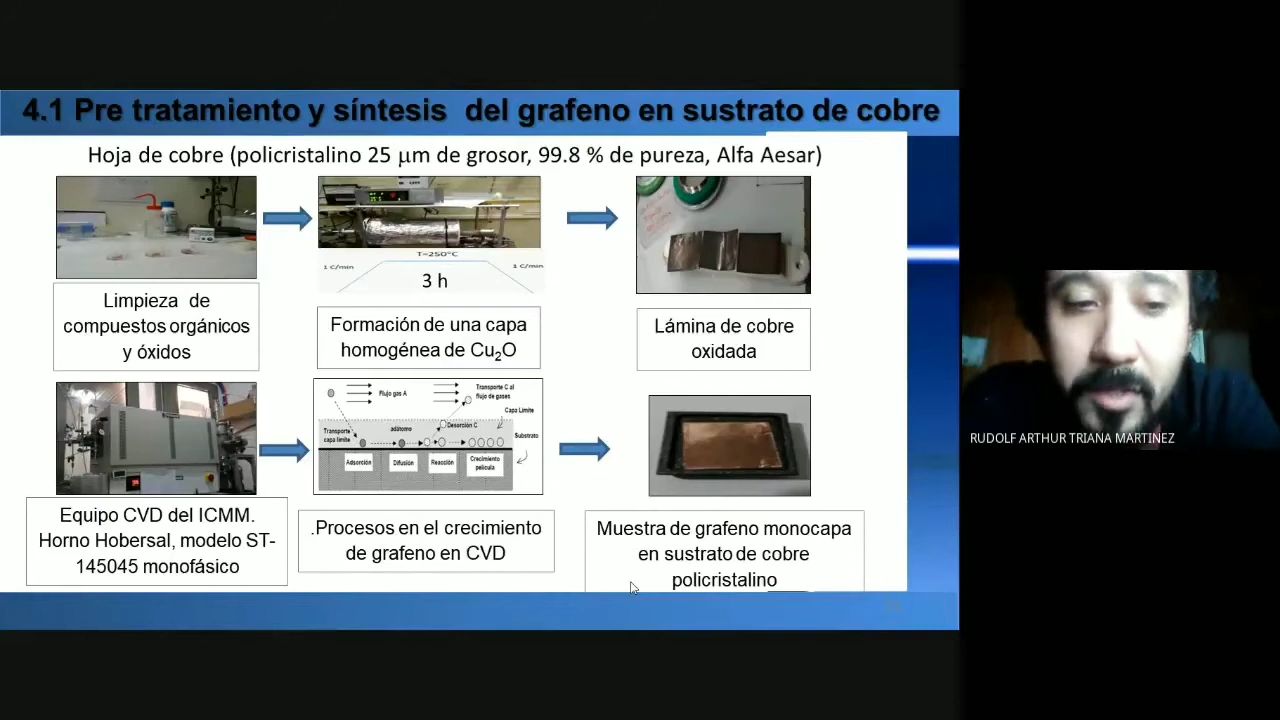 4.1 Pre tratamiento y síntesis del grafeno en sustrato de cobre
Hoja de cobre (policristalino 25 μm de grosor, 99.8 % de pureza, Alfa Aesar)
T=250°C
1 C/min
1 C/min
3 h
Limpieza de
compuestos orgánicos
y óxidos
Formación de una capa
homogénea de Cu₂O
Lámina de cobre
oxidada
Flujo gas A
Transporte C al
flujo de gases
Capa Límite
Transporte
capa límite
adátomo
Desorción C
Substrato
Adsorción
Difusión
Reacción
Crecimiento
película
Equipo CVD del ICMM.
Horno Hobersal, modelo ST-
145045 monofásico
.Procesos en el crecimiento
de grafeno en CVD
Muestra de grafeno monocapa
en sustrato de cobre
policristalino
RUDOLF ARTHUR TRIANA MARTINEZ